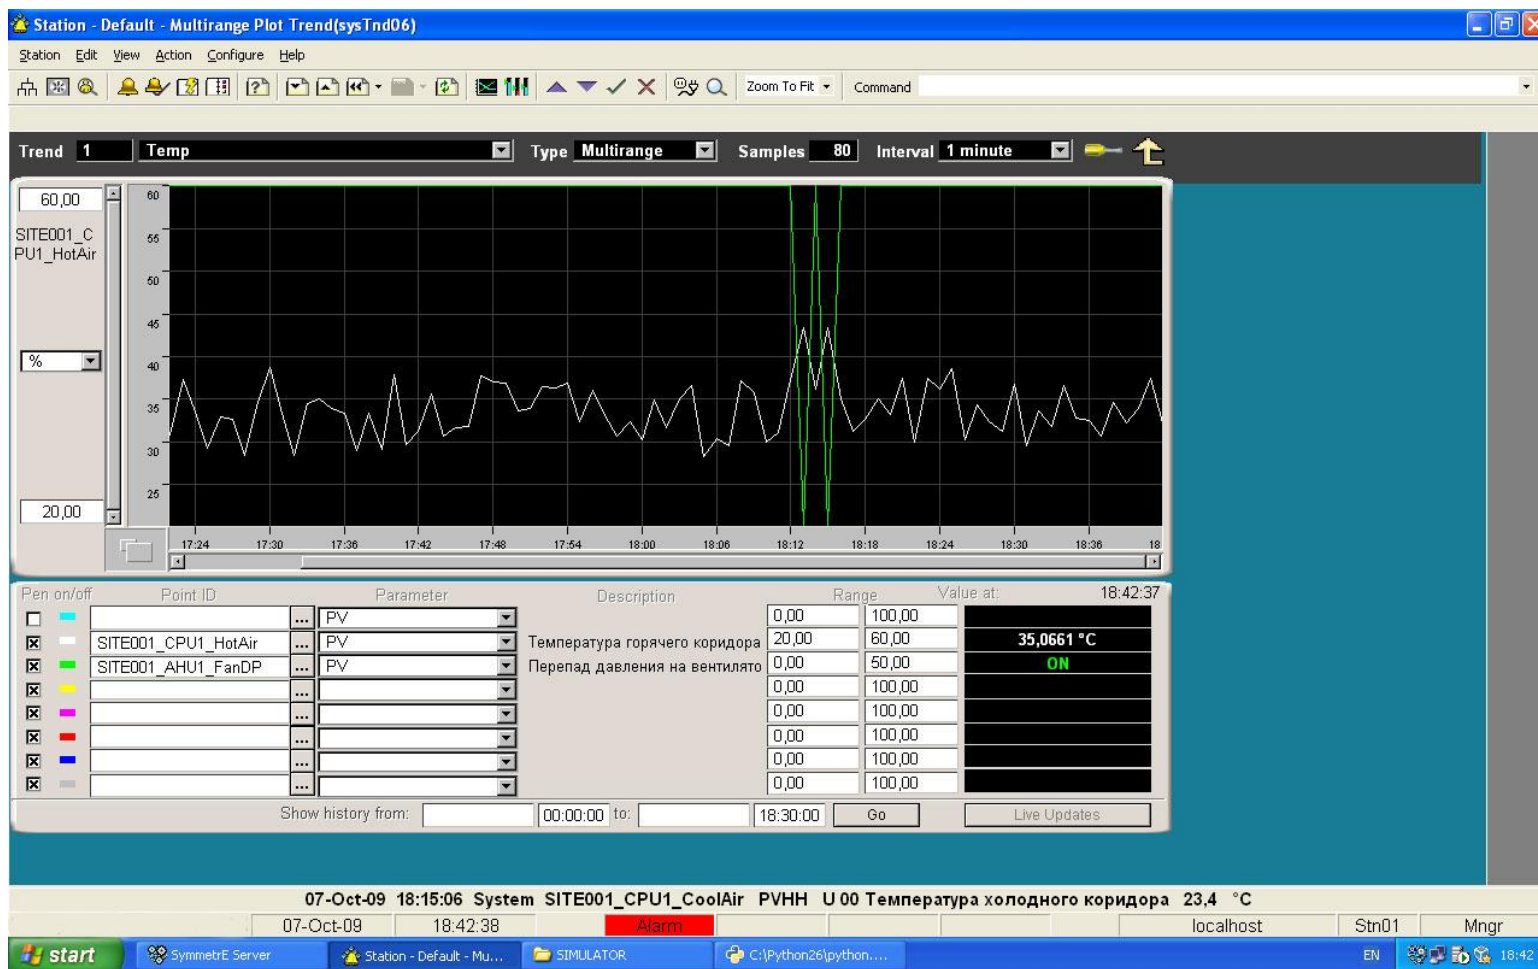 Station - Default - Multirange Plot Trend(sysTnd06)
Station Edit View Action Configure Help
Zoom To Fit Command
Trend 1 Temp Type Multirange Samples 80 Interval 1 minute
60,00
SITE001_C
PU1_HotAir
%
20,00
60
55
50
45
40
35
30
25
17:24 17:30 17:36 17:42 17:48 17:54 18:00 18:06 18:12 18:18 18:24 18:30 18:36 18
Pen on/off Point ID Parameter Description Range Value at: 18:42:37
... PV 0,00 100,00
SITE001_CPU1_HotAir ... PV Температура горячего коридора 20,00 60,00 35,0661 °C
SITE001_AHU1_FanDP ... PV Перепад давления на вентилято 0,00 50,00 ON
... 0,00 100,00
... 0,00 100,00
... 0,00 100,00
... 0,00 100,00
... 0,00 100,00
Show history from: 00:00:00 to: 18:30:00 Go Live Updates
07-Oct-09 18:15:06 System SITE001_CPU1_CoolAir PVHH U 00 Температура холодного коридора 23,4 °C
07-Oct-09 18:42:38 Alarm localhost Stn01 Mngr
start SymmetrE Server Station - Default - Mu... SIMULATOR C:\Python26\python.... EN 18:42